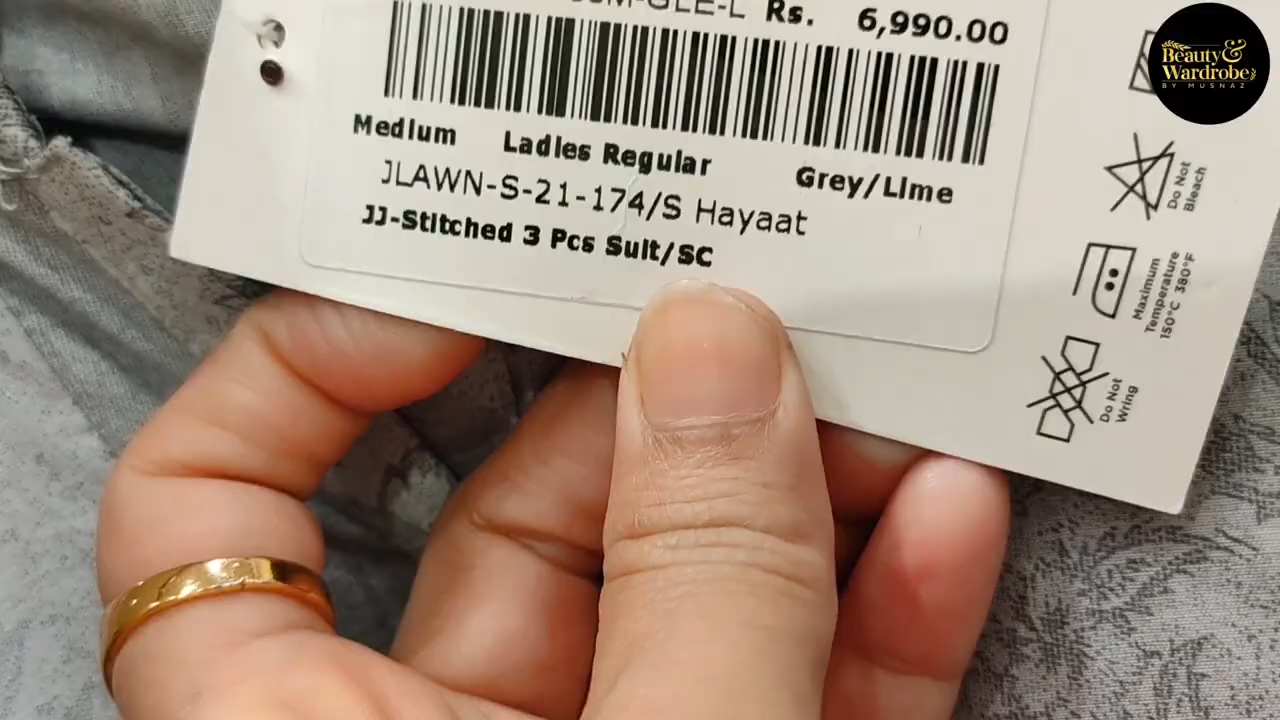 Rs. 6,990.00
Medium Ladies Regular Grey/Lime
JLAWN-S-21-174/S Hayaat
JJ-Stitched 3 Pcs Suit/SC
Do Not
Bleach
Maximum
Temperature
150°C 380°F
Do Not
Wring
Beauty &
Wardrobe
BY MUSNAZ